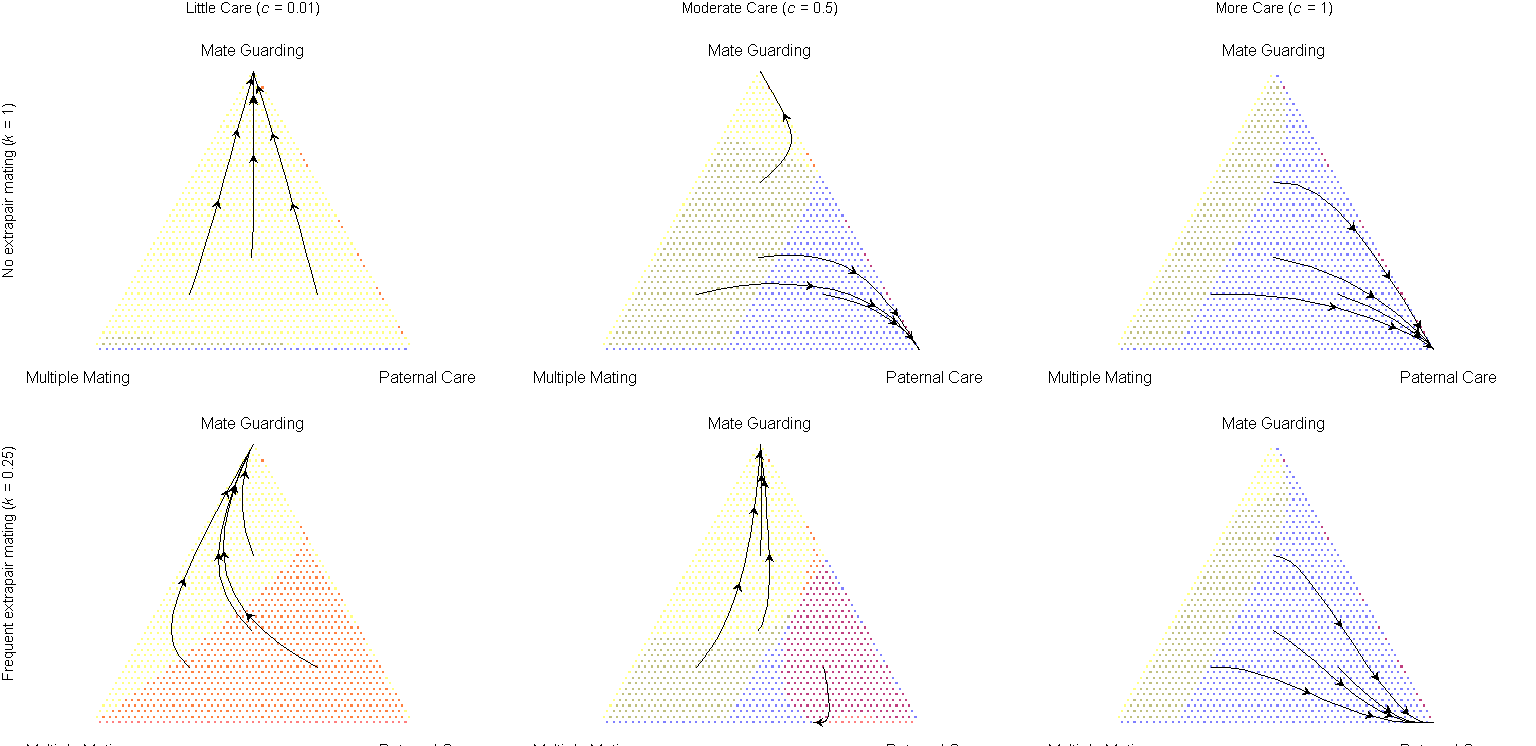 Little Care (c = 0.01)
Moderate Care (c = 0.5)
More Care (c = 1)
No extrapair mating (k = 1)
Mate Guarding
Mate Guarding
Mate Guarding
Multiple Mating
Paternal Care
Multiple Mating
Paternal Care
Multiple Mating
Paternal Care
Frequent extrapair mating (k = 0.25)
Mate Guarding
Mate Guarding
Mate Guarding